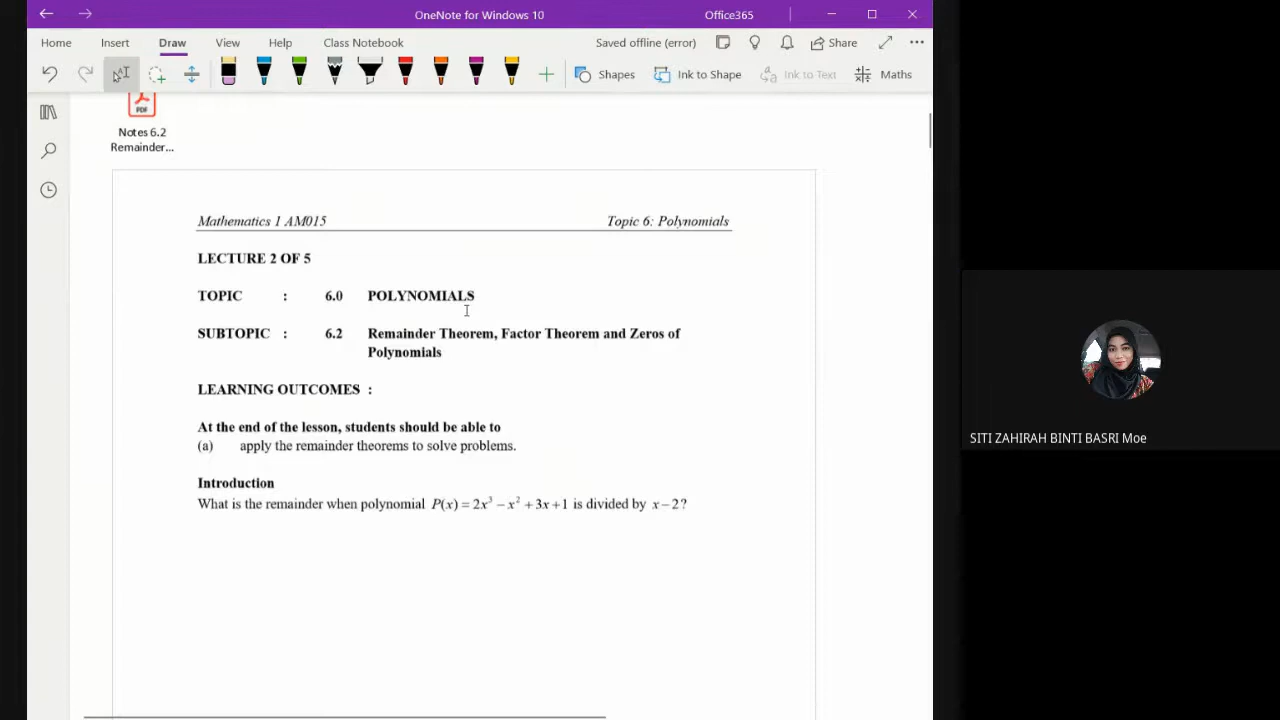 OneNote for Windows 10
Office365
Home Insert Draw View Help Class Notebook
Saved offline (error)
Share
Shapes Ink to Shape Ink to Text Maths
PDF
Notes 6.2
Remainder...
Mathematics 1 AM015 Topic 6: Polynomials
LECTURE 2 OF 5
TOPIC : 6.0 POLYNOMIALS
SUBTOPIC : 6.2 Remainder Theorem, Factor Theorem and Zeros of
Polynomials
LEARNING OUTCOMES :
At the end of the lesson, students should be able to
(a) apply the remainder theorems to solve problems.
Introduction
What is the remainder when polynomial P(x) = 2x³ − x² + 3x + 1 is divided by x − 2?
SITI ZAHIRAH BINTI BASRI Moe